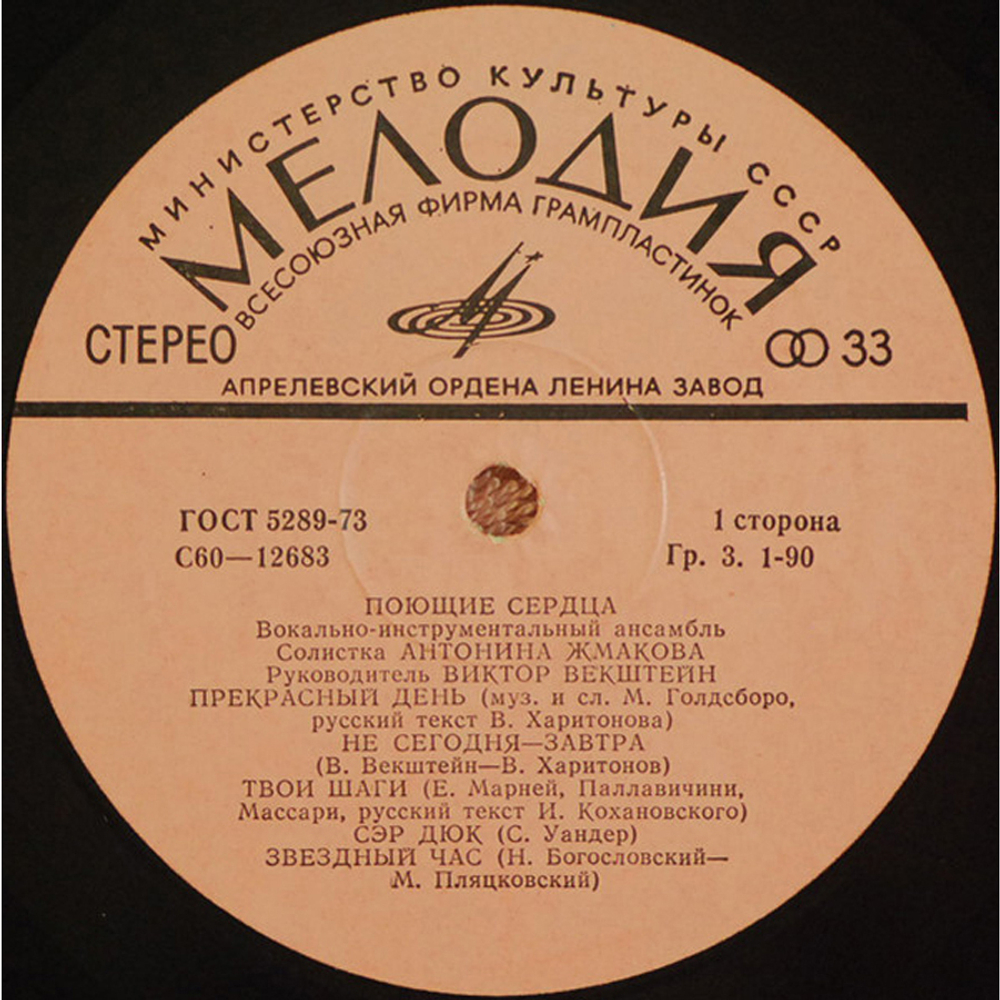 МИНИСТЕРСТВО КУЛЬТУРЫ СССР
МЕЛОДИЯ
ВСЕСОЮЗНАЯ ФИРМА ГРАМПЛАСТИНОК
СТЕРЕО
33
АПРЕЛЕВСКИЙ ОРДЕНА ЛЕНИНА ЗАВОД
ГОСТ 5289-73
1 сторона
С60—12683
Гр. 3. 1-90
ПОЮЩИЕ СЕРДЦА
Вокально-инструментальный ансамбль
Солистка АНТОНИНА ЖМАКОВА
Руководитель ВИКТОР ВЕКШТЕЙН
ПРЕКРАСНЫЙ ДЕНЬ (муз. и сл. М. Голдсборо,
русский текст В. Харитонова)
НЕ СЕГОДНЯ—ЗАВТРА
(В. Векштейн—В. Харитонов)
ТВОИ ШАГИ (Е. Марней, Паллавичини,
Массари, русский текст И. Кохановского)
СЭР ДЮК (С. Уандер)
ЗВЕЗДНЫЙ ЧАС (Н. Богословский—
М. Пляцковский)